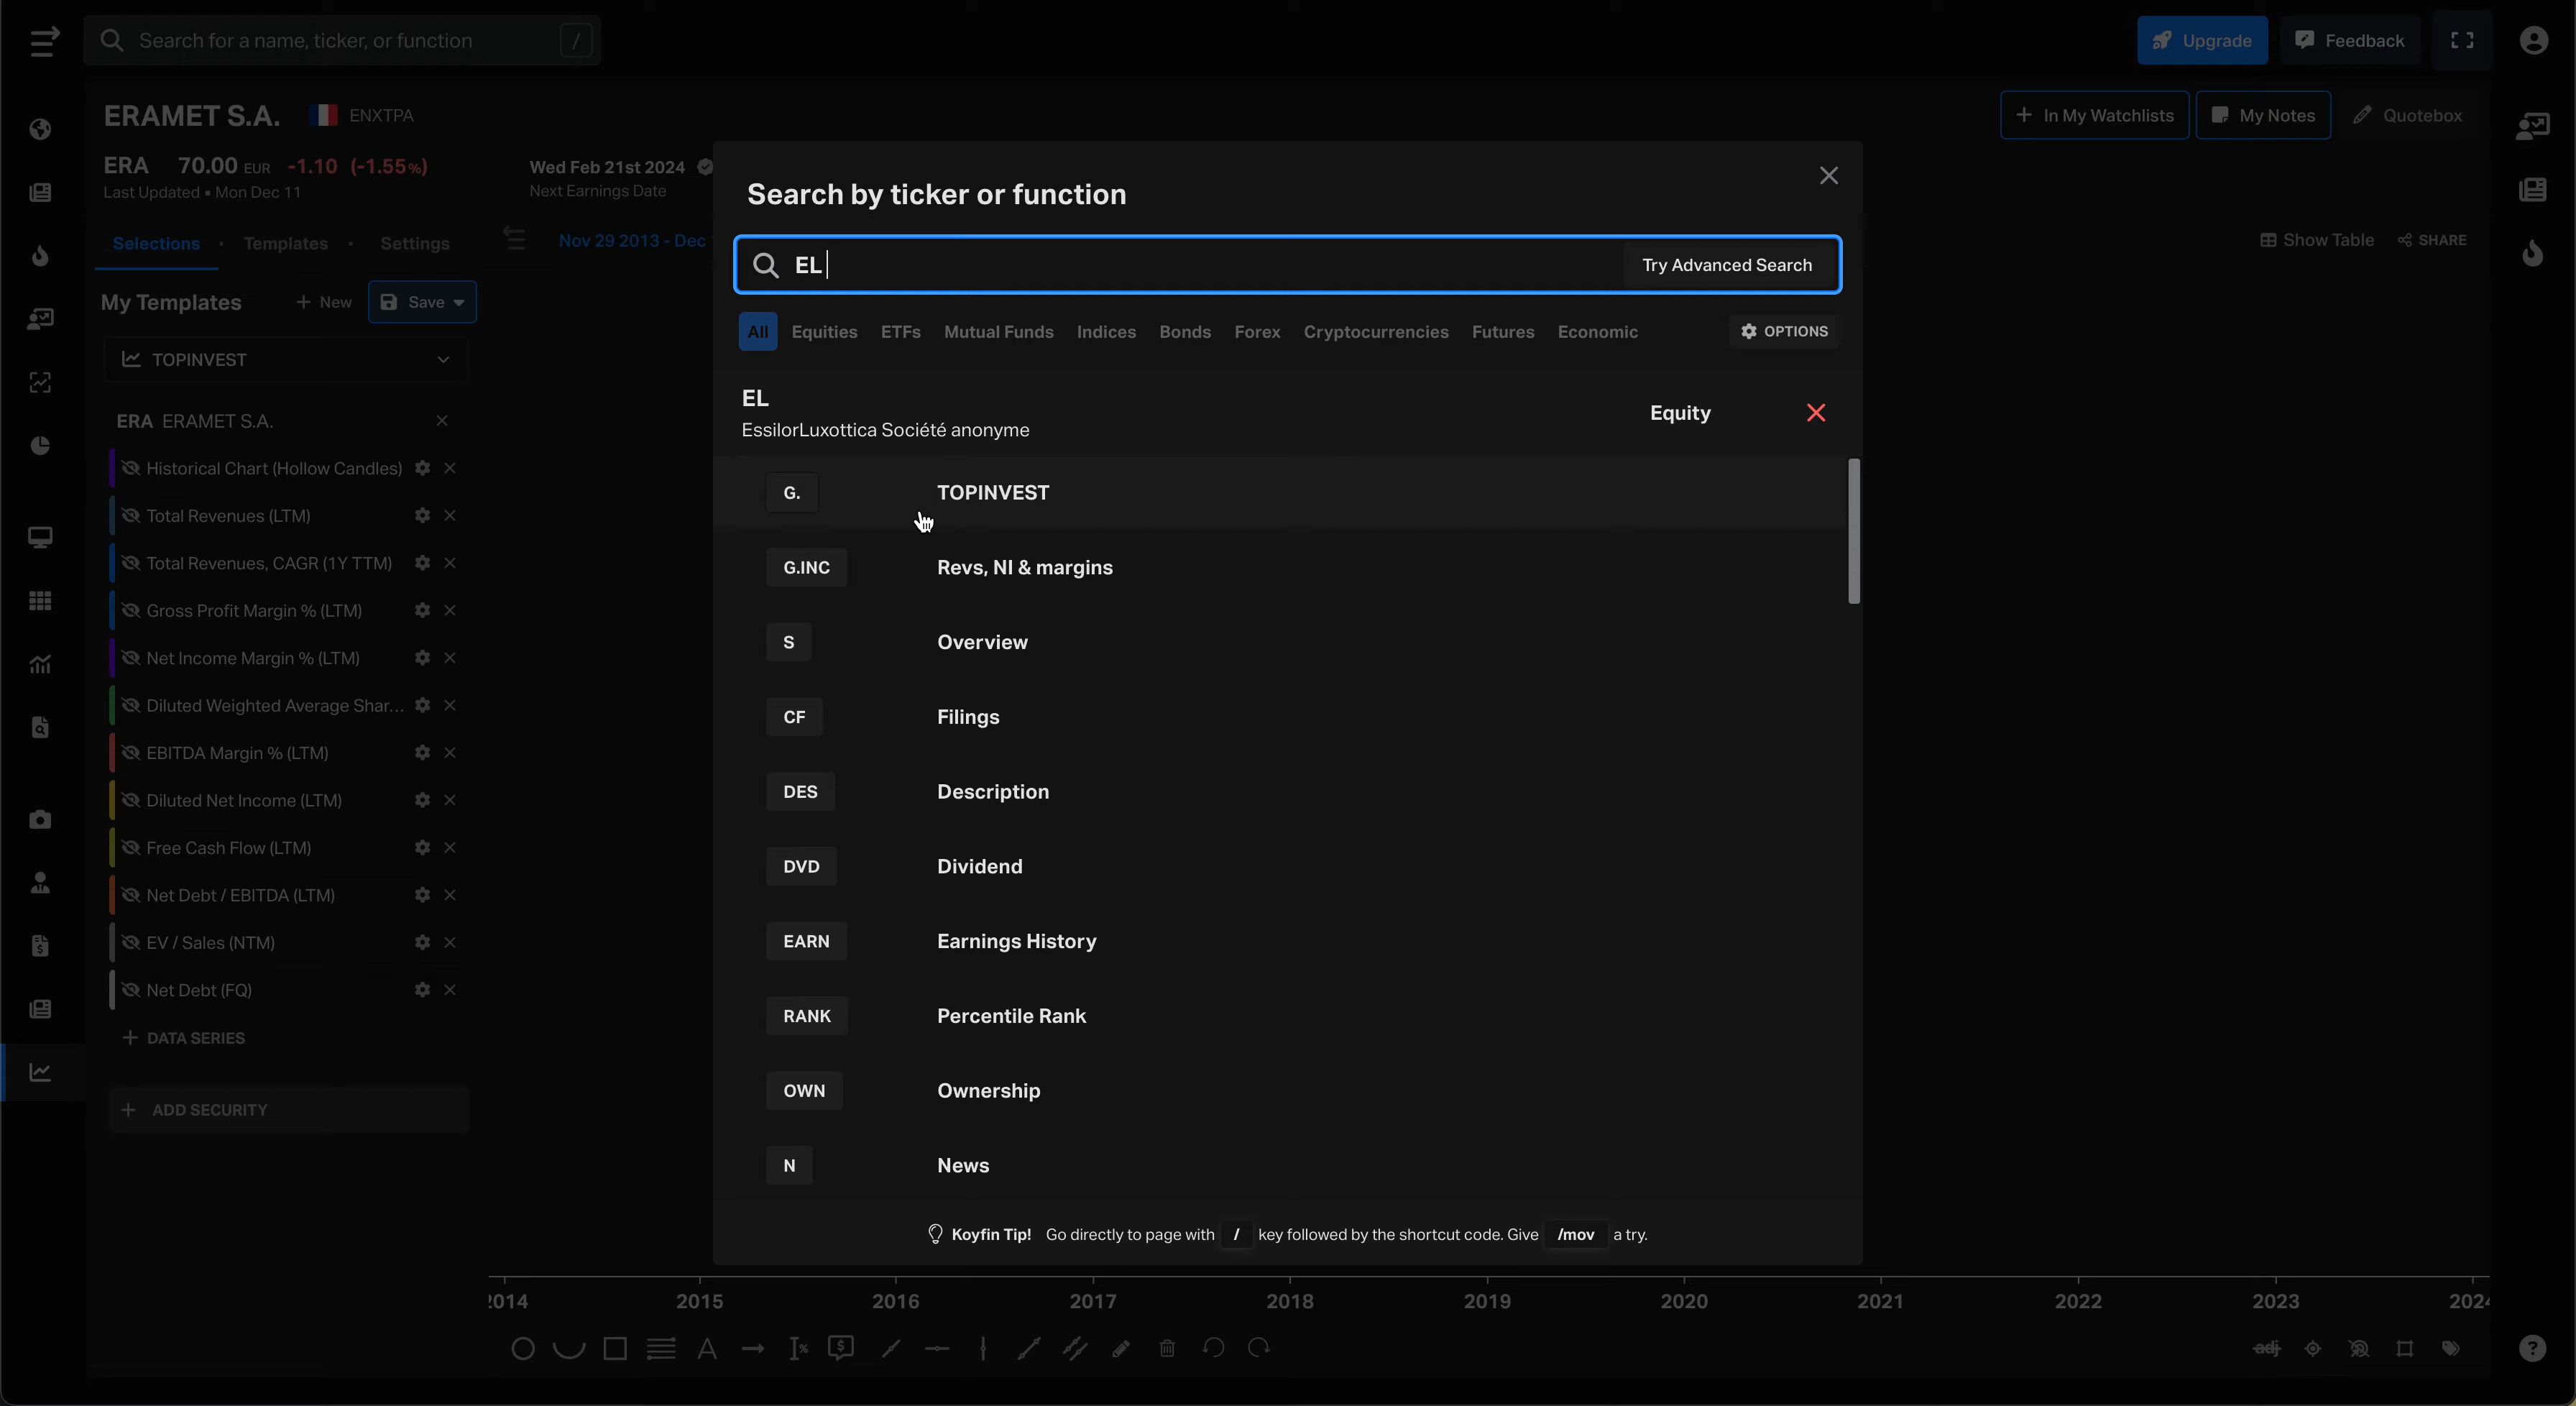 Search for a name, ticker, or function /
Upgrade
Feedback
ERAMET S.A. ENXTPA
+ In My Watchlists
My Notes
Quotebox
ERA 70.00 EUR -1.10 (-1.55%)
Last Updated • Mon Dec 11
Wed Feb 21st 2024
Next Earnings Date
Selections • Templates • Settings
Nov 29 2013 - Dec
Show Table
SHARE
My Templates
+ New
Save
TOPINVEST
ERA ERAMET S.A.
Historical Chart (Hollow Candles)
Total Revenues (LTM)
Total Revenues, CAGR (1Y TTM)
Gross Profit Margin % (LTM)
Net Income Margin % (LTM)
Diluted Weighted Average Shar...
EBITDA Margin % (LTM)
Diluted Net Income (LTM)
Free Cash Flow (LTM)
Net Debt / EBITDA (LTM)
EV / Sales (NTM)
Net Debt (FQ)
+ DATA SERIES
+ ADD SECURITY
Search by ticker or function
EL
Try Advanced Search
All Equities ETFs Mutual Funds Indices Bonds Forex Cryptocurrencies Futures Economic
OPTIONS
EL
EssilorLuxottica Société anonyme
Equity
G. TOPINVEST
G.INC Revs, NI & margins
S Overview
CF Filings
DES Description
DVD Dividend
EARN Earnings History
RANK Percentile Rank
OWN Ownership
N News
Koyfin Tip! Go directly to page with / key followed by the shortcut code. Give /mov a try.
2014 2015 2016 2017 2018 2019 2020 2021 2022 2023 2024
A
adj
?